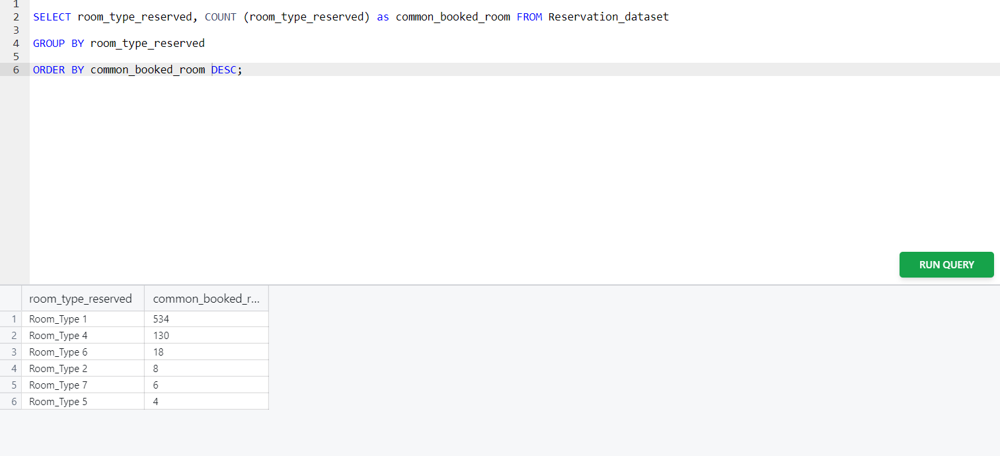 1
2 SELECT room_type_reserved, COUNT (room_type_reserved) as common_booked_room FROM Reservation_dataset
3
4 GROUP BY room_type_reserved
5
6 ORDER BY common_booked_room DESC;
RUN QUERY
room_type_reserved common_booked_r...
1 Room_Type 1 534
2 Room_Type 4 130
3 Room_Type 6 18
4 Room_Type 2 8
5 Room_Type 7 6
6 Room_Type 5 4